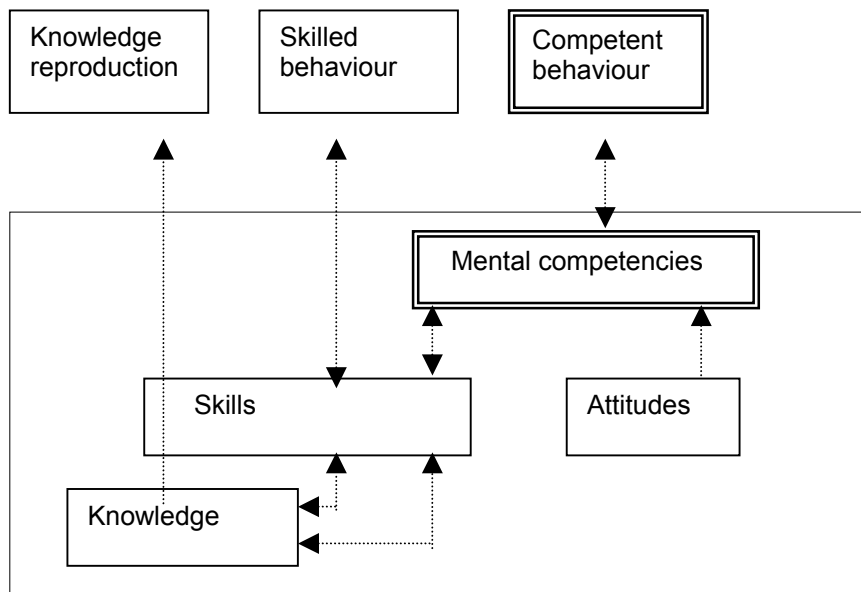 Knowledge
reproduction
Skilled
behaviour
Competent
behaviour
Mental competencies
Skills
Attitudes
Knowledge